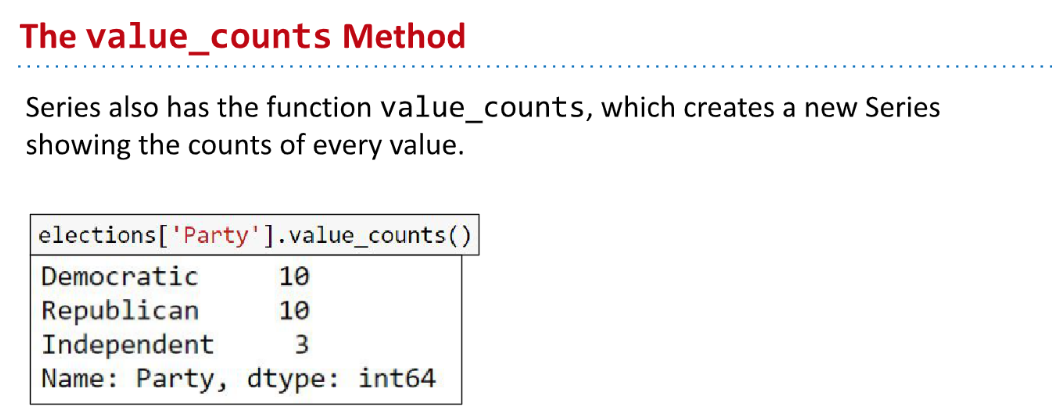 The value_counts Method
Series also has the function value_counts, which creates a new Series
showing the counts of every value.
elections['Party'].value_counts()
Democratic     10
Republican     10
Independent     3
Name: Party, dtype: int64